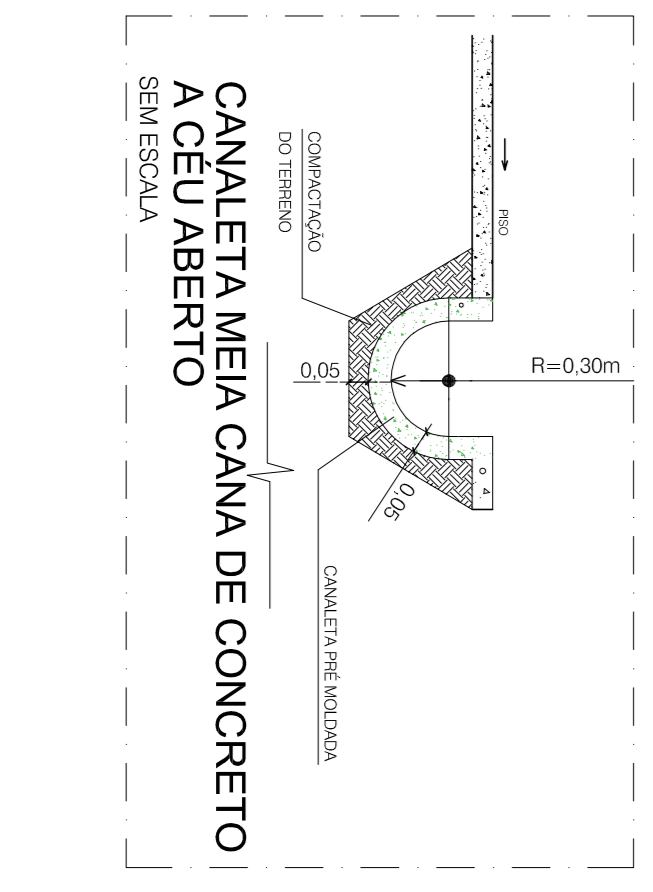 PISO
R=0,30m
COMPACTAÇÃO
DO TERRENO
0,05
0,05
CANALETA PRÉ MOLDADA
CANALETA MEIA CANA DE CONCRETO
A CÉU ABERTO
SEM ESCALA